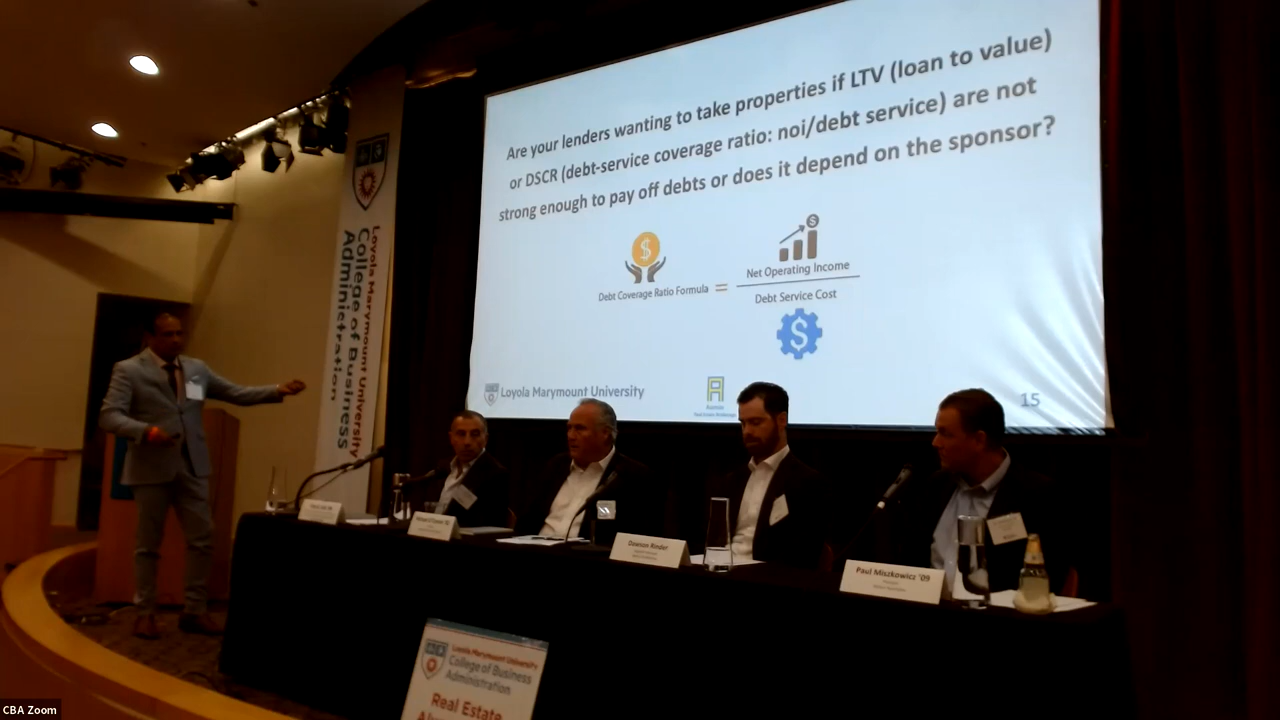 Are your lenders wanting to take properties if LTV (loan to value)
or DSCR (debt-service coverage ratio: noi/debt service) are not
strong enough to pay off debts or does it depend on the sponsor?
Debt Coverage Ratio Formula
=
Net Operating Income
Debt Service Cost
Loyola Marymount University
15
Loyola Marymount University
College of Business
Administration
Dawson Rinder
Paul Miszkowicz '09
Loyola Marymount University
College of Business
Administration
Real Estate
CBA Zoom